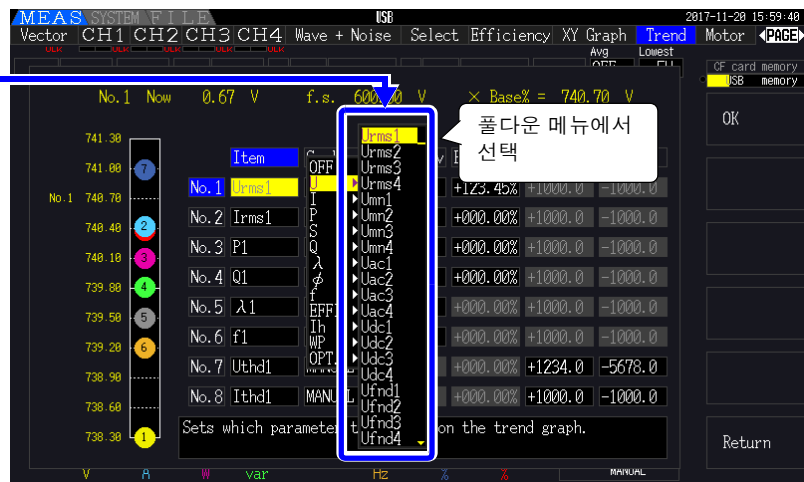 MEAS SYSTEM FILE USB 2017-11-20 15:59:40
Vector CH1 CH2 CH3 CH4 Wave + Noise Select Efficiency XY Graph Trend Motor PAGE
Avg Lowest
CF card memory
USB memory
No.1 Now 0.67 V f.s. 600.00 V × Base% = 740.70 V
OK
풀다운 메뉴에서
선택
741.30
741.00 7
No.1 740.70
740.40 2
740.10 3
739.80 4
739.50 5
739.20 6
738.90
738.60
738.30 1
Item
No.1 Urms1 +123.45% +1000.0 -1000.0
No.2 Irms1 +000.00% +1000.0 -1000.0
No.3 P1 +000.00% +1000.0 -1000.0
No.4 Q1 +000.00% +1000.0 -1000.0
No.5 λ1 +000.00% +1000.0 -1000.0
No.6 f1 +000.00% +1000.0 -1000.0
No.7 Uthd1 +000.00% +1234.0 -5678.0
No.8 Ithd1 MANUAL +000.00% +1000.0 -1000.0
OFF
U
I
P
S
Q
λ
φ
f
EFF
Ih
WP
OPT.
Urms1
Urms2
Urms3
Urms4
Umn1
Umn2
Umn3
Umn4
Uac1
Uac2
Uac3
Uac4
Udc1
Udc2
Udc3
Udc4
Ufnd1
Ufnd2
Ufnd3
Ufnd4
Sets which parameter t on the trend graph.
Return
V A W var Hz % % MANUAL